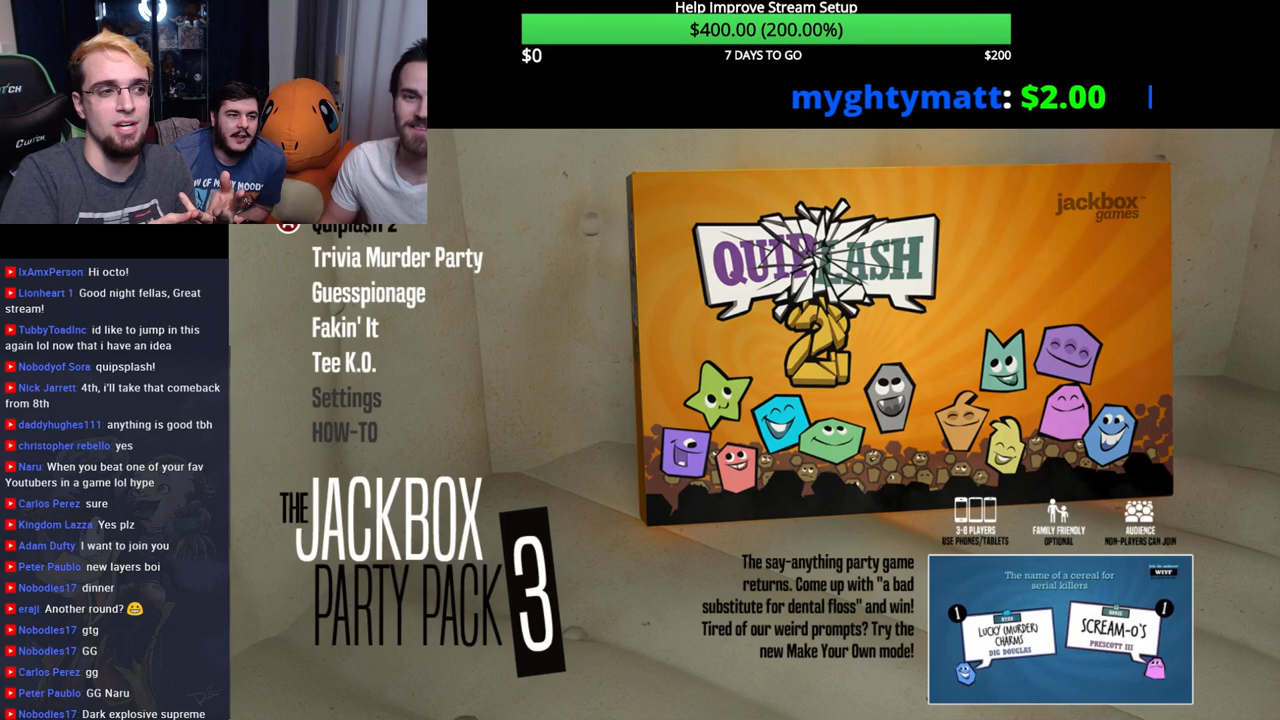 Help Improve Stream Setup
$400.00 (200.00%)
$0
7 DAYS TO GO
$200
myghtymatt: $2.00
IxAmxPerson: Hi octo!
Lionheart 1 Good night fellas, Great
stream!
TubbyToadInc id like to jump in this
again lol now that i have an idea
Nobodyof Sora: quipsplash!
Nick Jarrett 4th, i'll take that comeback
from 8th
daddyhughes111 anything is good tbh
christopher rebello: yes
Naru: When you beat one of your fav
Youtubers in a game lol hype
Carlos Perez sure
Kingdom Lazza Yes plz
Adam Dufty I want to join you
Peter Paublo: new layers boi
Nobodies17: dinner
eraji Another round? 😄
Nobodies17: gtg
Nobodies17: GG
Carlos Perez gg
Peter Paublo GG Naru
Nobodies17: Dark explosive supreme
Quiplash 2
Trivia Murder Party
Guesspionage
Fakin' It
Tee K.O.
Settings
HOW-TO
THE JACKBOX
PARTY PACK 3
jackbox
games
QUIPLASH
2
3-8 PLAYERS
USE PHONES/TABLETS
FAMILY FRIENDLY
OPTIONAL
AUDIENCE
NON-PLAYERS CAN JOIN
The say-anything party game
returns. Come up with "a bad
substitute for dental floss" and win!
Tired of our weird prompts? Try the
new Make Your Own mode!
The name of a cereal for
serial killers
1
LUCKY (MURDER)
CHARMS
DIG DOUGLAS
1
SCREAM-O'S
PRESCOTT III